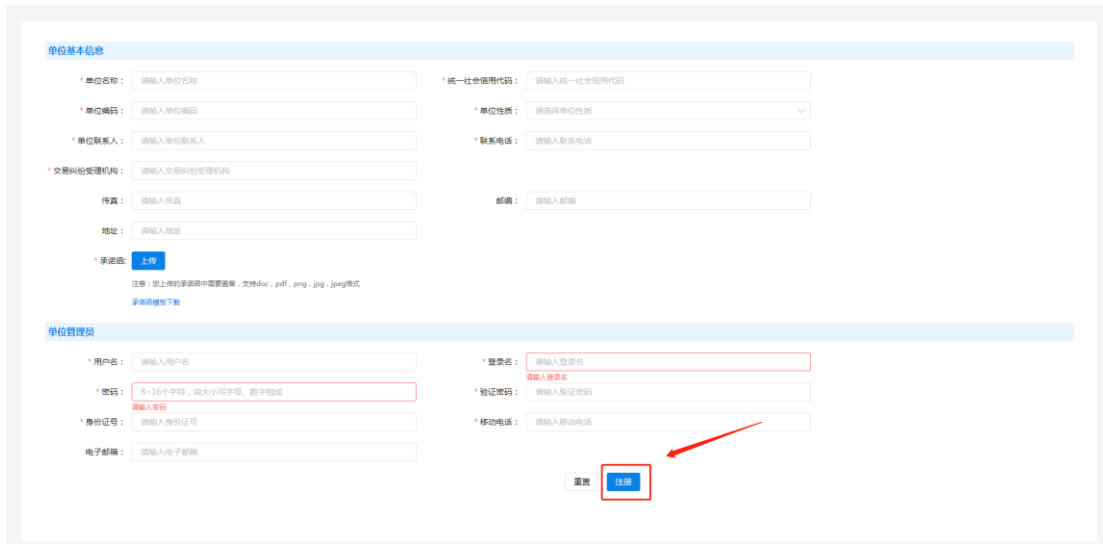 单位基本信息
* 单位名称： 请输入单位名称 * 统一社会信用代码： 请输入统一社会信用代码
* 单位编码： 请输入单位编码 * 单位性质： 请选择单位性质
* 单位联系人： 请输入单位联系人 * 联系电话： 请输入联系电话
* 交易纠纷受理机构： 请输入交易纠纷受理机构
传真： 请输入传真 邮编： 请输入邮编
地址： 请输入地址
* 承诺函: 上传
注意：您上传的承诺函中需要盖章，支持doc，pdf，png，jpg，jpeg格式
承诺函模板下载
单位管理员
* 用户名： 请输入用户名 * 登录名： 请输入登录名
请输入登录名
* 密码： 8~16个字符，由大小写字母、数字组成 * 验证密码： 请输入验证密码
请输入密码
* 身份证号： 请输入身份证号 * 移动电话： 请输入移动电话
电子邮箱： 请输入电子邮箱
重置 注册